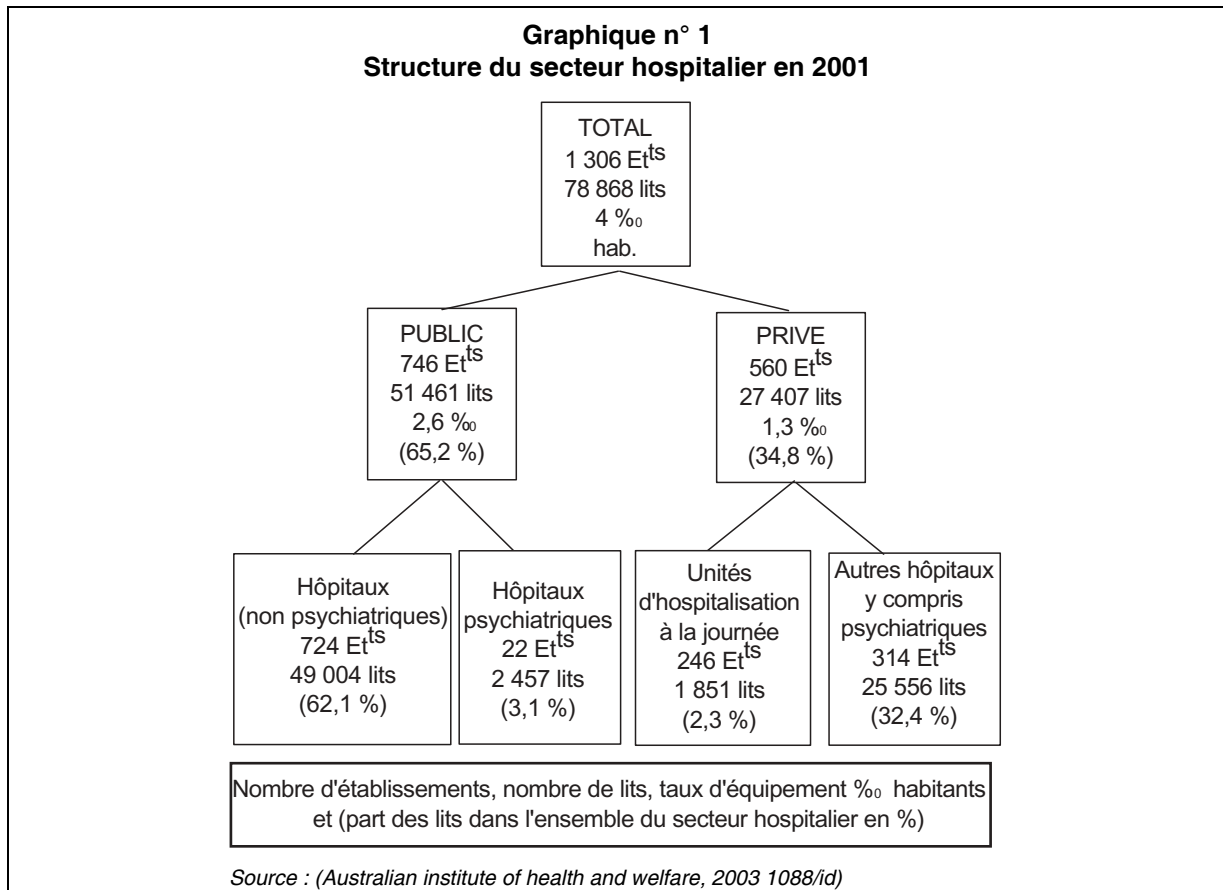 Graphique n° 1
Structure du secteur hospitalier en 2001
TOTAL
1 306 Etts
78 868 lits
4 ‰
hab.
PUBLIC
746 Etts
51 461 lits
2,6 ‰
(65,2 %)
PRIVE
560 Etts
27 407 lits
1,3 ‰
(34,8 %)
Hôpitaux
(non psychiatriques)
724 Etts
49 004 lits
(62,1 %)
Hôpitaux
psychiatriques
22 Etts
2 457 lits
(3,1 %)
Unités
d'hospitalisation
à la journée
246 Etts
1 851 lits
(2,3 %)
Autres hôpitaux
y compris
psychiatriques
314 Etts
25 556 lits
(32,4 %)
Nombre d'établissements, nombre de lits, taux d'équipement ‰ habitants
et (part des lits dans l'ensemble du secteur hospitalier en %)
Source : (Australian institute of health and welfare, 2003 1088/id)